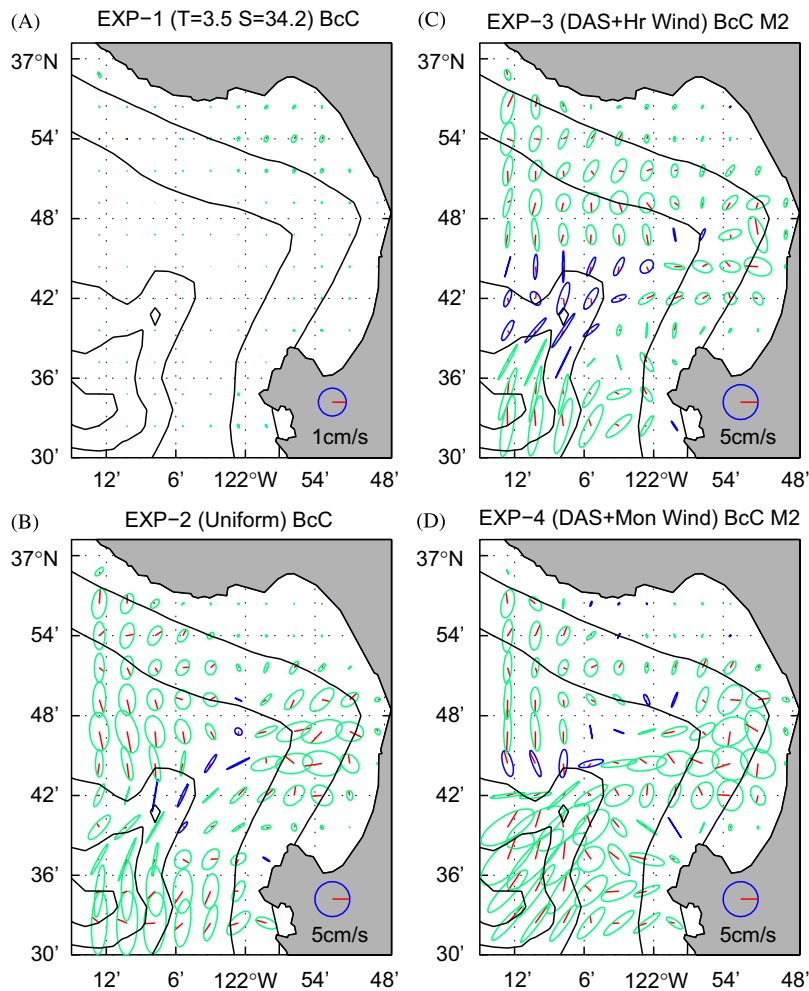 (A) EXP−1 (T=3.5 S=34.2) BcC
37°N
54'
48'
42'
36'
30'
1cm/s
12' 6' 122°W 54' 48'
(C) EXP−3 (DAS+Hr Wind) BcC M2
37°N
54'
48'
42'
36'
30'
5cm/s
12' 6' 122°W 54' 48'
(B) EXP−2 (Uniform) BcC
37°N
54'
48'
42'
36'
30'
5cm/s
12' 6' 122°W 54' 48'
(D) EXP−4 (DAS+Mon Wind) BcC M2
37°N
54'
48'
42'
36'
30'
5cm/s
12' 6' 122°W 54' 48'